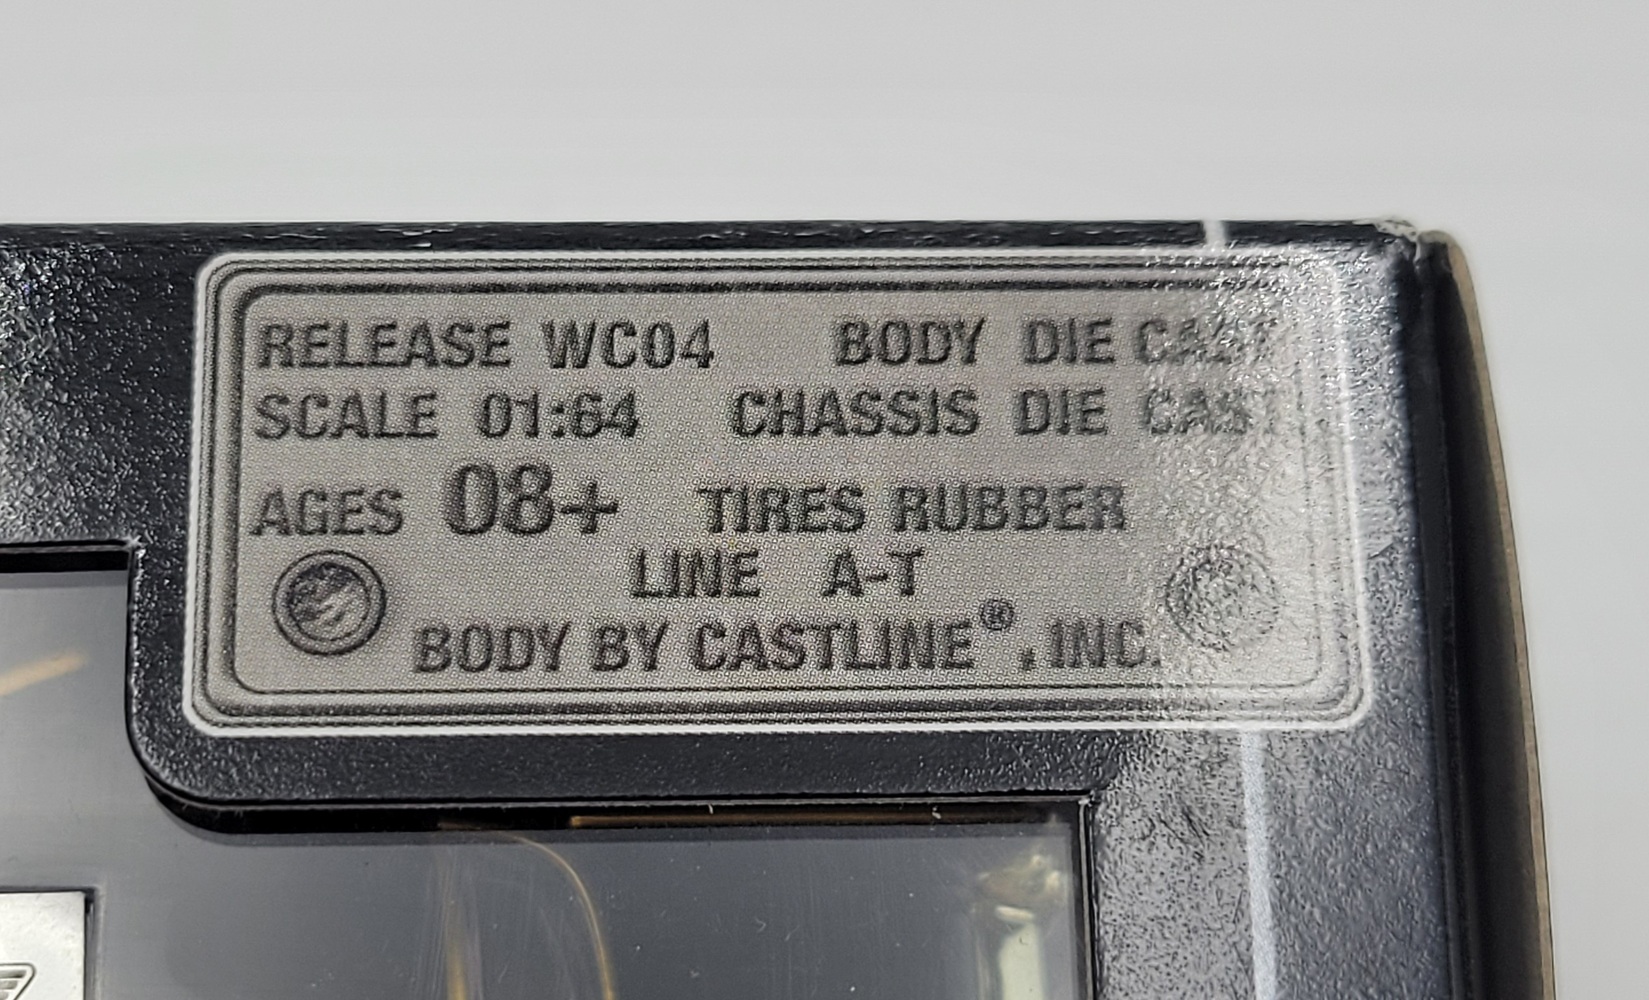 RELEASE WC04 BODY DIE CAST
SCALE 01:64 CHASSIS DIE CAST
AGES 08+ TIRES RUBBER
LINE A-T
BODY BY CASTLINE®, INC.